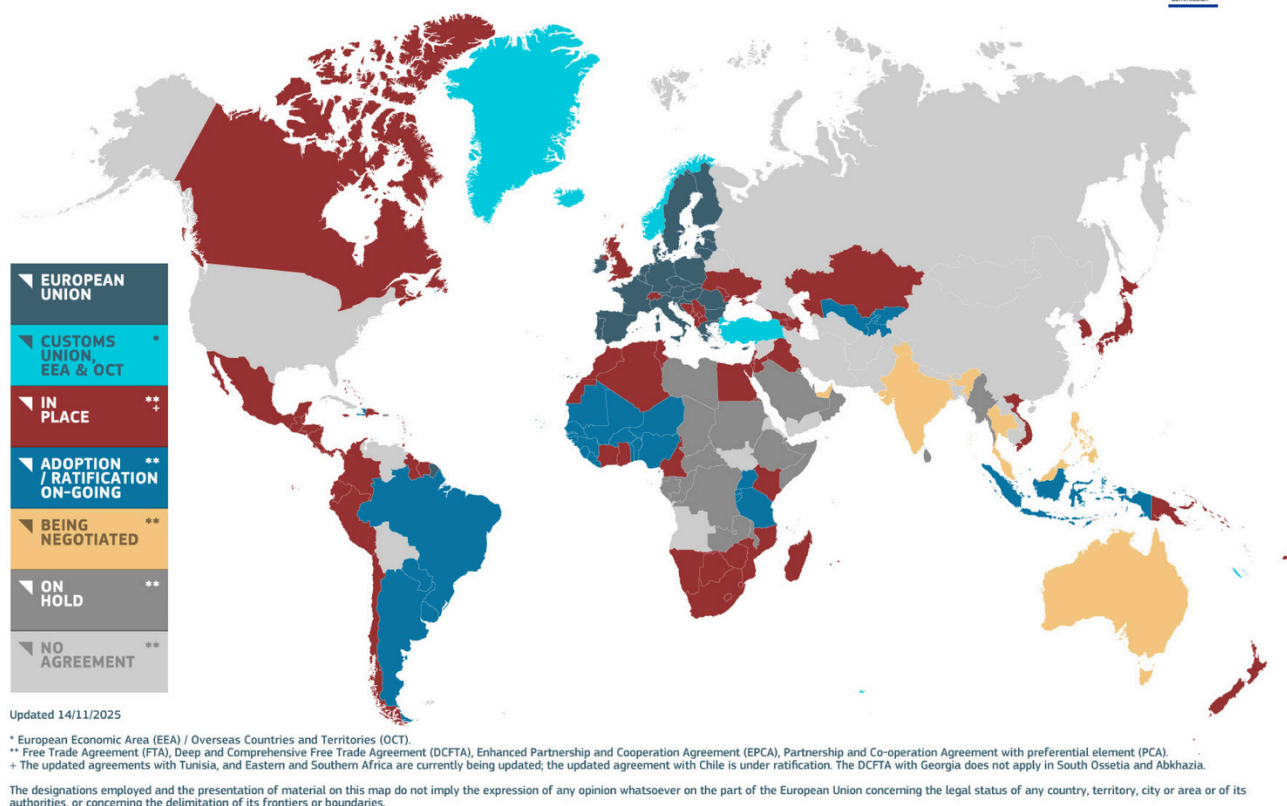 EUROPEAN
UNION
CUSTOMS *
UNION,
EEA & OCT
IN **
PLACE +
ADOPTION **
/ RATIFICATION
ON-GOING
BEING **
NEGOTIATED
ON **
HOLD
NO **
AGREEMENT
Updated 14/11/2025
* European Economic Area (EEA) / Overseas Countries and Territories (OCT).
** Free Trade Agreement (FTA), Deep and Comprehensive Free Trade Agreement (DCFTA), Enhanced Partnership and Cooperation Agreement (EPCA), Partnership and Co-operation Agreement with preferential element (PCA).
+ The updated agreements with Tunisia, and Eastern and Southern Africa are currently being updated; the updated agreement with Chile is under ratification. The DCFTA with Georgia does not apply in South Ossetia and Abkhazia.
The designations employed and the presentation of material on this map do not imply the expression of any opinion whatsoever on the part of the European Union concerning the legal status of any country, territory, city or area or of its
authorities, or concerning the delimitation of its frontiers or boundaries.